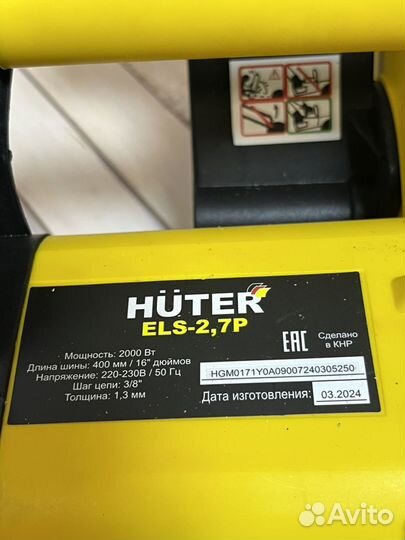 HÜTER
ELS-2,7P
Мощность: 2000 Вт
Длина шины: 400 мм / 16" дюймов
Напряжение: 220-230В / 50 Гц
Шаг цепи: 3/8"
Толщина: 1,3 мм
EAC Сделано
в КНР
HGM0171Y0A09007240305250
Дата изготовления: 03.2024
Avito